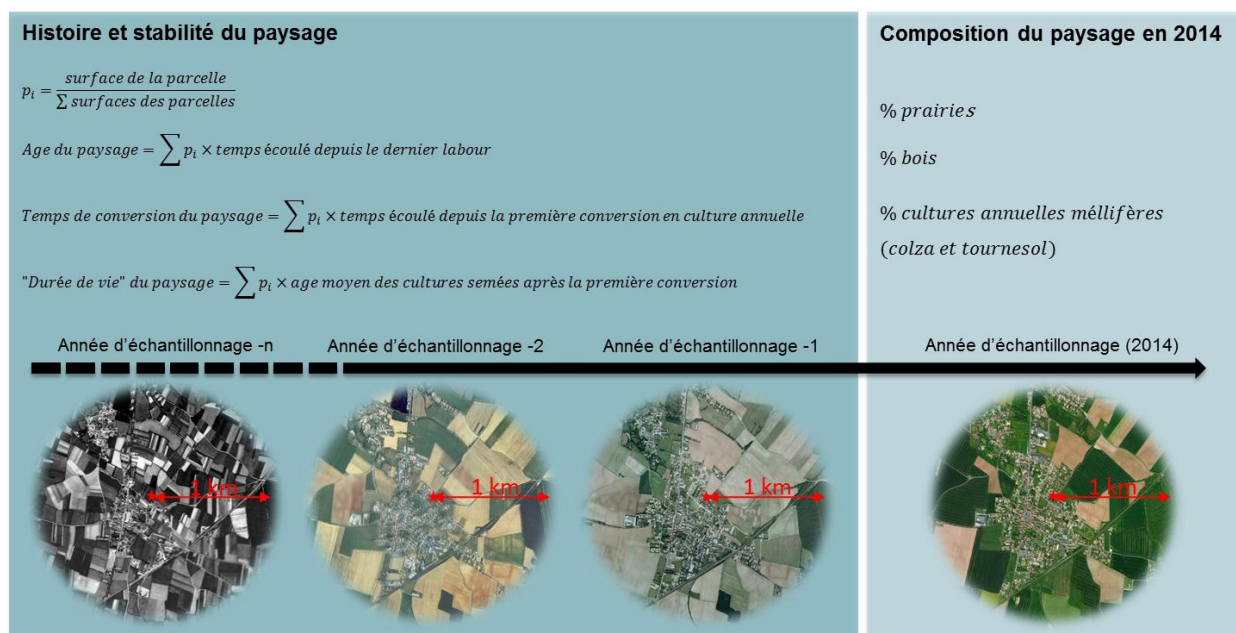 Histoire et stabilité du paysage
p_i = surface de la parcelle / ∑ surfaces des parcelles
Age du paysage = ∑ p_i × temps écoulé depuis le dernier labour
Temps de conversion du paysage = ∑ p_i × temps écoulé depuis la première conversion en culture annuelle
"Durée de vie" du paysage = ∑ p_i × age moyen des cultures semées après la première conversion
Année d’échantillonnage -n
Année d’échantillonnage -2
Année d’échantillonnage -1
1 km
1 km
1 km
Composition du paysage en 2014
% prairies
% bois
% cultures annuelles méllifères
(colza et tournesol)
Année d’échantillonnage (2014)
1 km